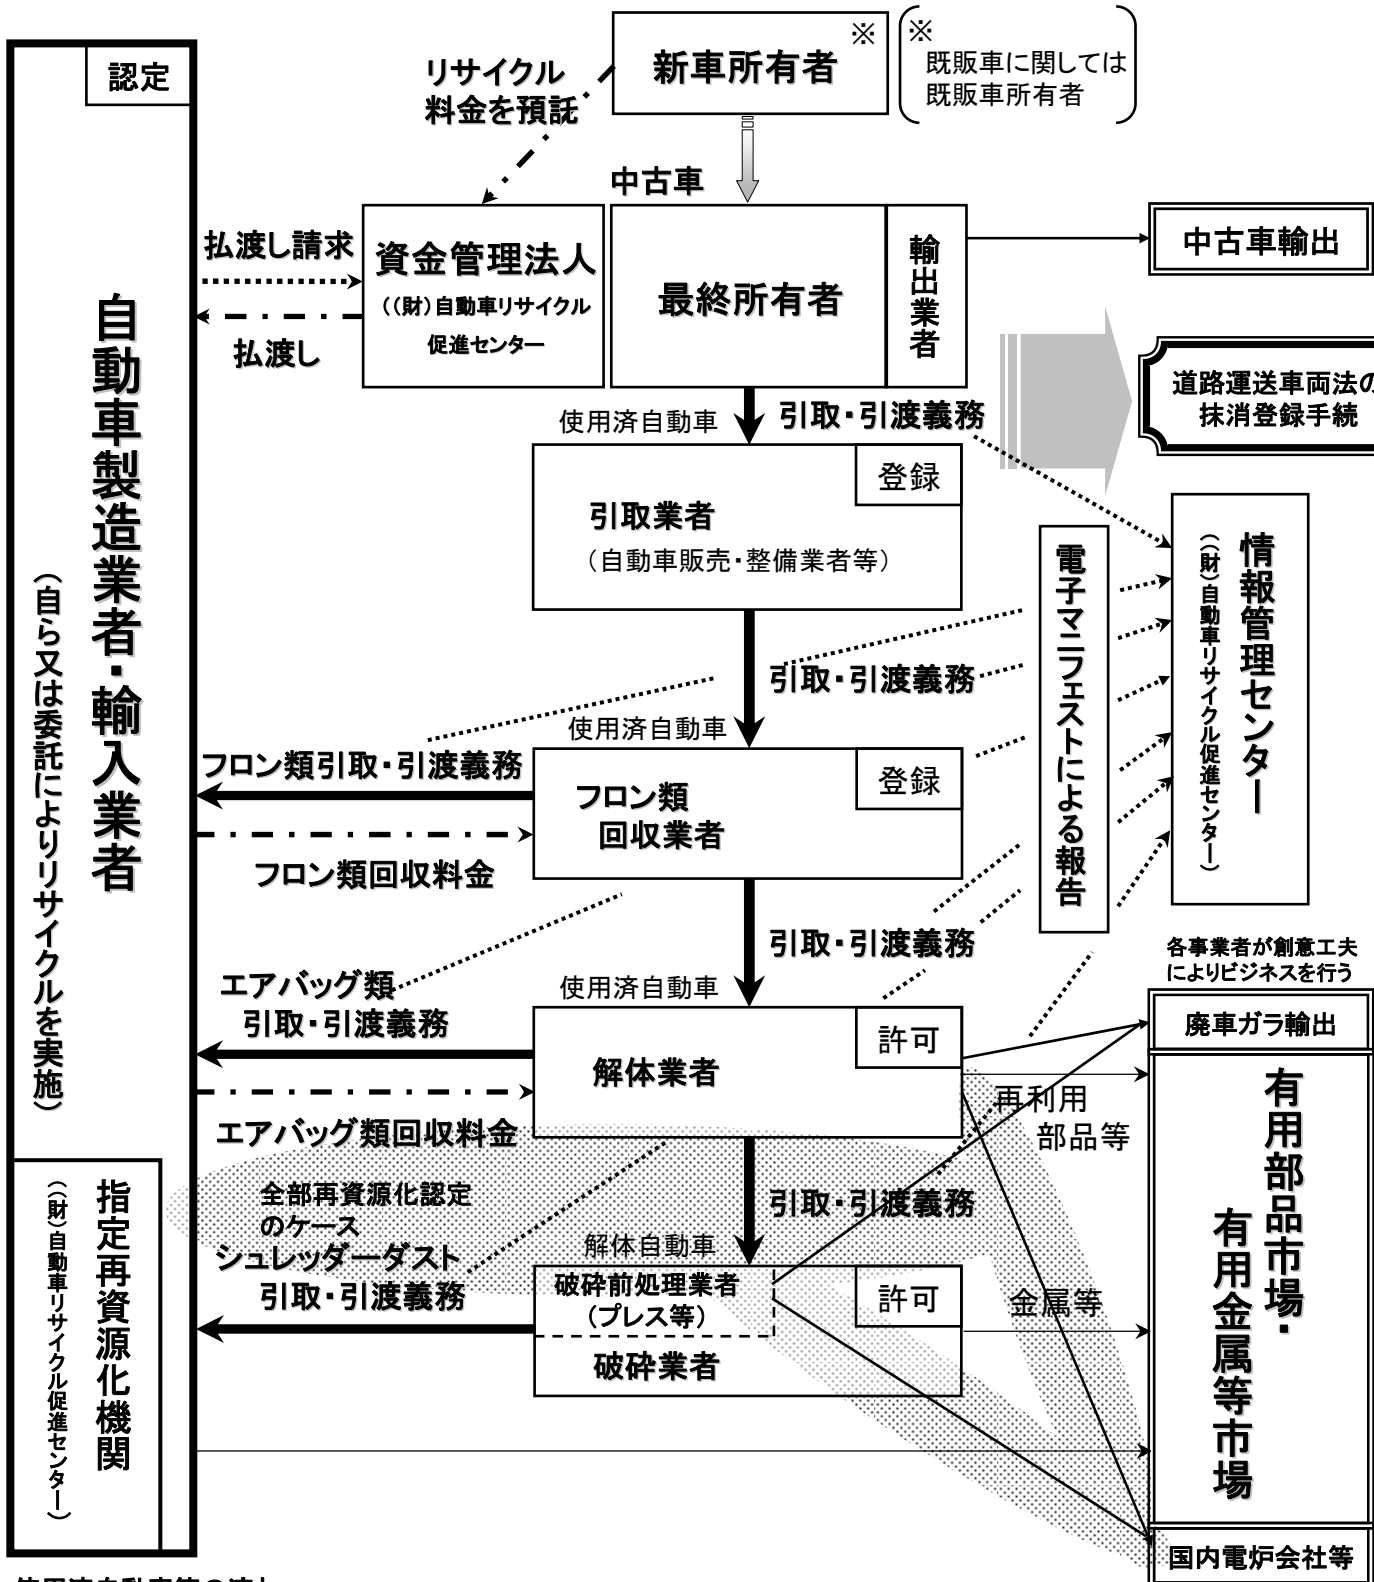 新車所有者
※
※
既販車に関しては
既販車所有者
認定
リサイクル
料金を預託
中古車
払渡し請求
払渡し
資金管理法人
((財)自動車リサイクル
促進センター
最終所有者
輸出業者
中古車輸出
道路運送車両法の
抹消登録手続
自動車製造業者・輸入業者
(自ら又は委託によりリサイクルを実施)
使用済自動車
引取・引渡義務
登録
引取業者
(自動車販売・整備業者等)
電子マニフェストによる報告
情報管理センター
((財)自動車リサイクル促進センター)
引取・引渡義務
使用済自動車
フロン類引取・引渡義務
フロン類回収料金
登録
フロン類
回収業者
引取・引渡義務
使用済自動車
エアバッグ類
引取・引渡義務
エアバッグ類回収料金
許可
解体業者
各事業者が創意工夫
によりビジネスを行う
廃車ガラ輸出
再利用
部品等
有用部品市場・
有用金属等市場
指定再資源化機関
((財)自動車リサイクル促進センター)
全部再資源化認定
のケース
シュレッダーダスト
引取・引渡義務
引取・引渡義務
解体自動車
破砕前処理業者
(プレス等)
許可
破砕業者
金属等
国内電炉会社等